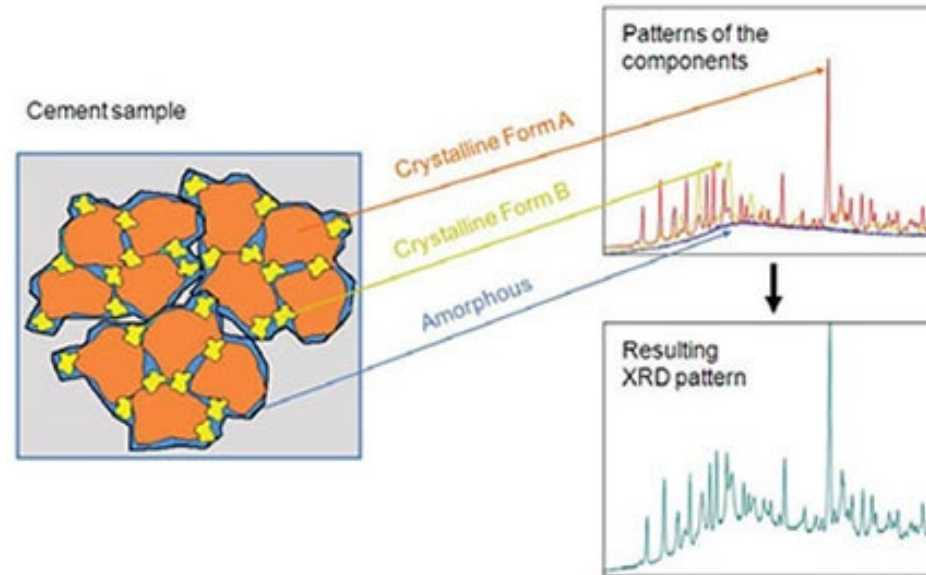 Cement sample
Crystalline Form A
Crystalline Form B
Amorphous
Patterns of the
components
Resulting
XRD pattern